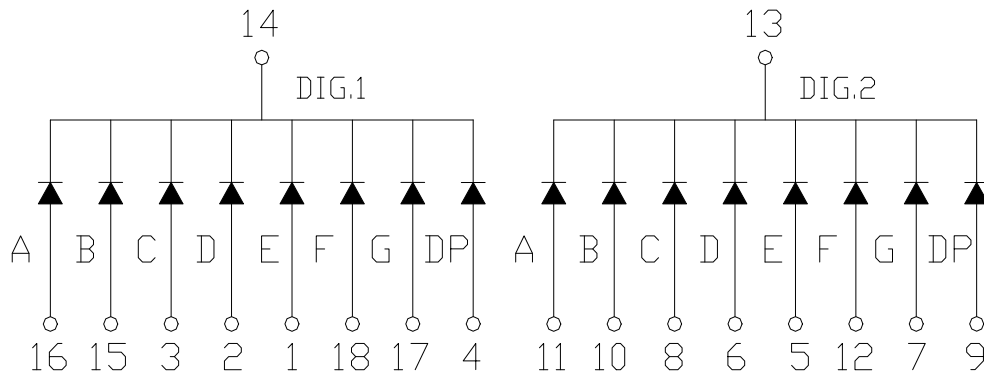 14 13
DIG.1 DIG.2
A B C D E F G DP A B C D E F G DP
16 15 3 2 1 18 17 4 11 10 8 6 5 12 7 9